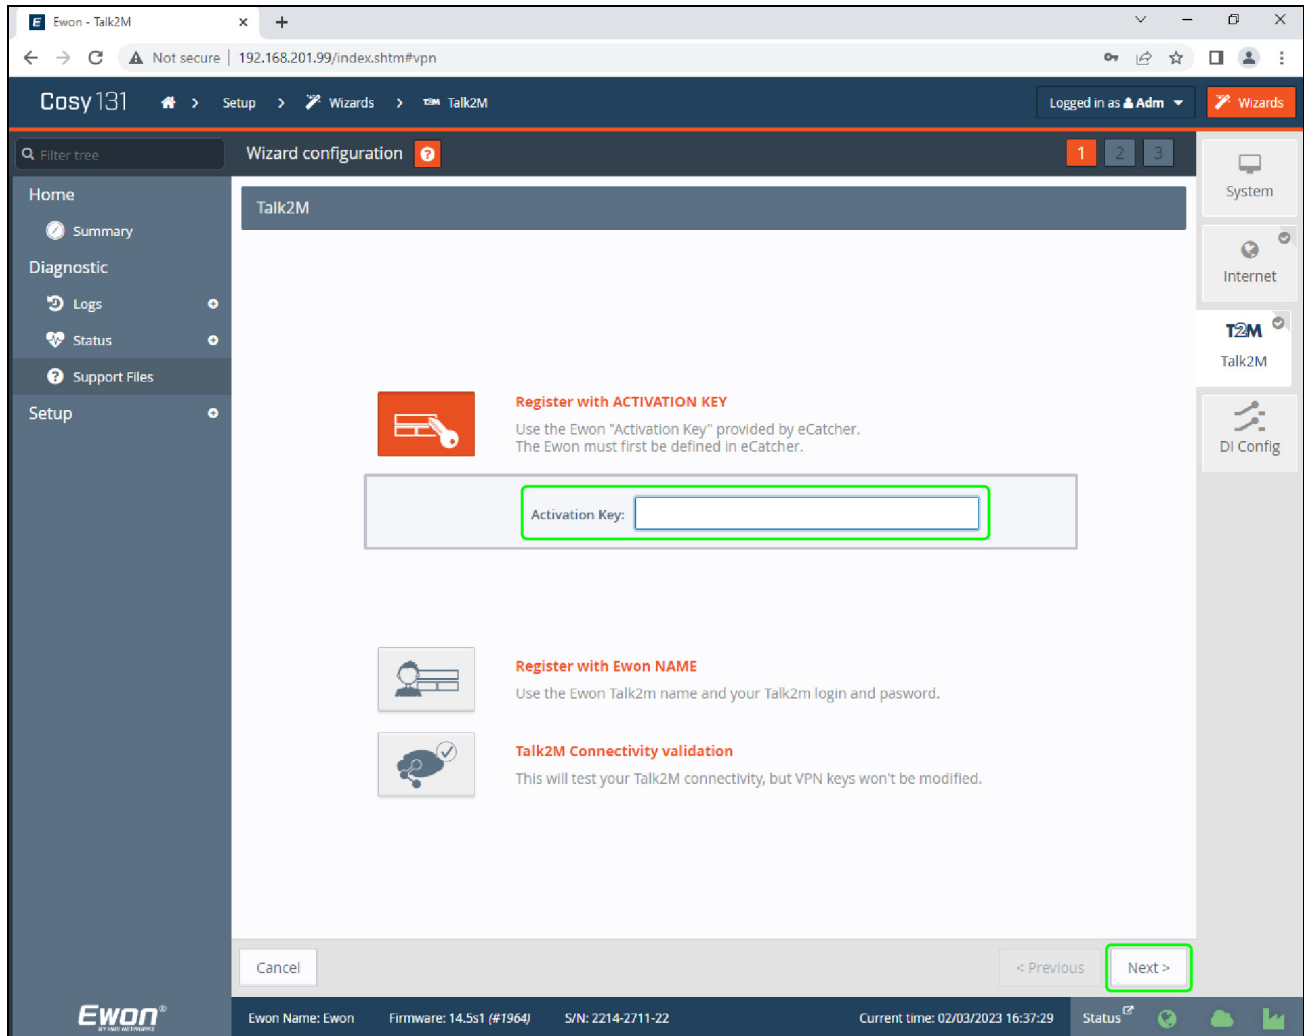 Ewon - Talk2M
Not secure | 192.168.201.99/index.shtm#vpn
Cosy 131 > Setup > Wizards > T2M Talk2M
Logged in as Adm
Wizards
Filter tree
Wizard configuration
1 2 3
Home
Summary
Diagnostic
Logs
Status
Support Files
Setup
Talk2M
Register with ACTIVATION KEY
Use the Ewon "Activation Key" provided by eCatcher.
The Ewon must first be defined in eCatcher.
Activation Key:
Register with Ewon NAME
Use the Ewon Talk2m name and your Talk2m login and pasword.
Talk2M Connectivity validation
This will test your Talk2M connectivity, but VPN keys won't be modified.
System
Internet
T2M
Talk2M
DI Config
Cancel
< Previous
Next >
Ewon®
BY HMS NETWORKS
Ewon Name: Ewon Firmware: 14.5s1 (#1964) S/N: 2214-2711-22 Current time: 02/03/2023 16:37:29 Status